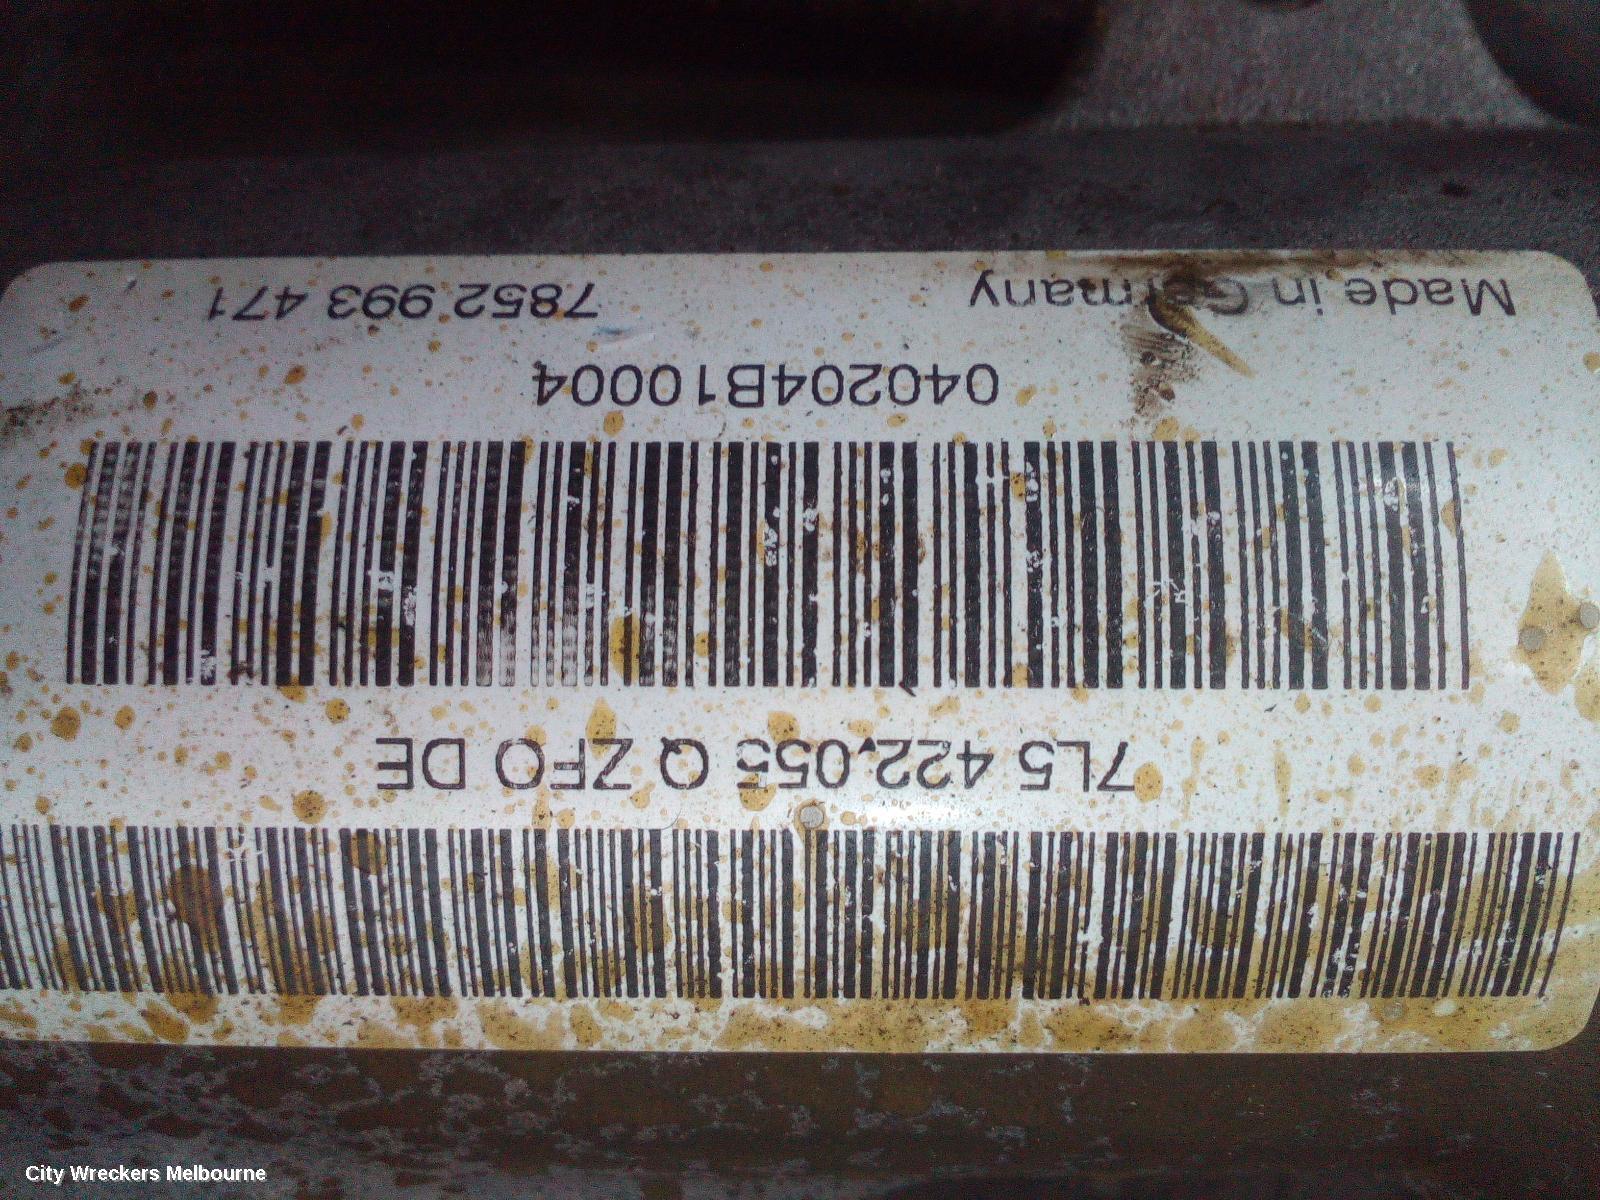 7L5 422 055 Q ZFO DE
040204B10004
Made in Germany 7852 993 471
City Wreckers Melbourne